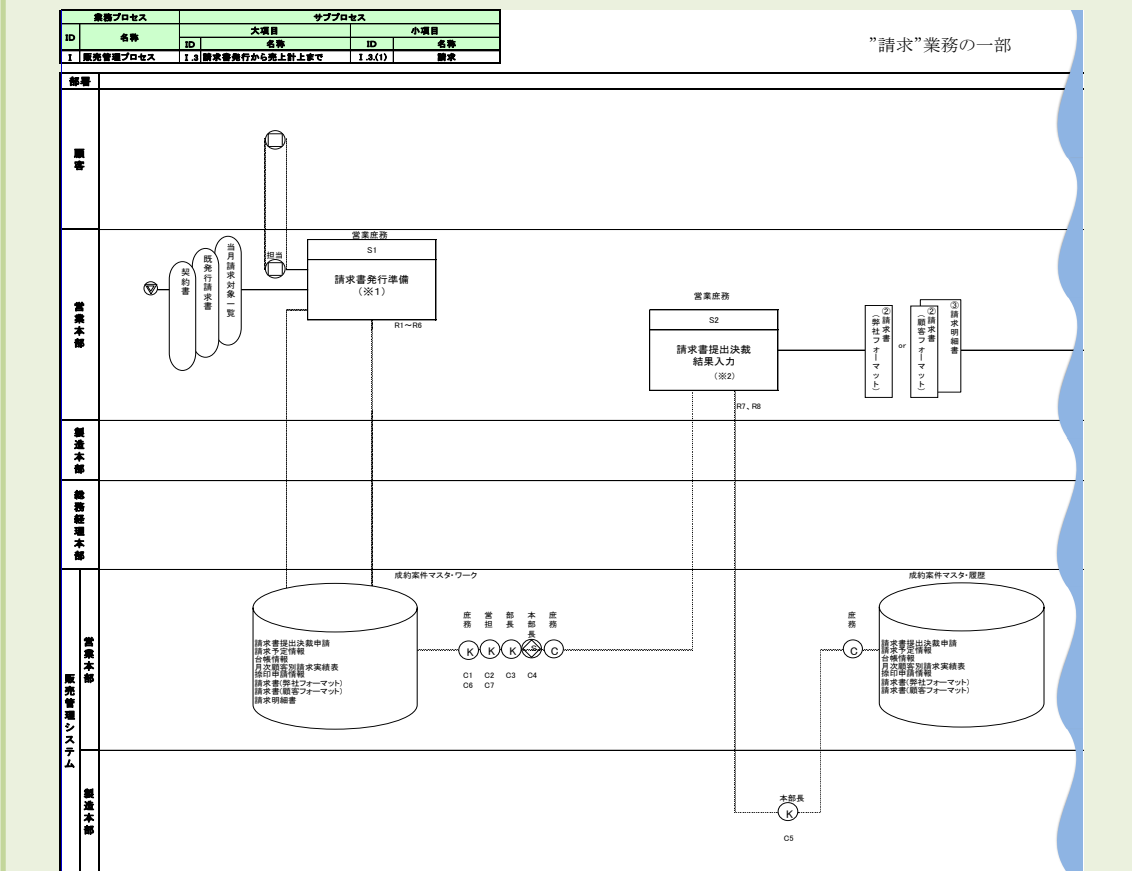 業務プロセス
サブプロセス
ID
名称
大項目
小項目
ID
名称
ID
名称
I
販売管理プロセス
I.3
請求書発行から売上計上まで
I.3.(1)
請求
”請求”業務の一部
部署
顧客
営業本部
製造本部
総務経理本部
販売管理システム
営業本部
製造本部
契約書
既発行請求書
当月請求対象一覧
担当
営業庶務
S1
請求書発行準備
(※1)
R1～R6
営業庶務
S2
請求書提出決裁
結果入力
(※2)
R7、R8
②請求書
(弊社フォーマット)
or
②請求書
(顧客フォーマット)
③請求明細書
成約案件マスタ・ワーク
請求書提出決裁申請
請求予定情報
台帳情報
月次顧客別請求実績表
捺印申請情報
請求書(弊社フォーマット)
請求書(顧客フォーマット)
請求明細書
庶務
営担
部長
本部長
庶務
K
K
K
S
C
C1
C2
C3
C4
C6
C7
成約案件マスタ・履歴
庶務
C
請求書提出決裁申請
請求予定情報
台帳情報
月次顧客別請求実績表
捺印申請情報
請求書(弊社フォーマット)
請求書(顧客フォーマット)
本部長
K
C5